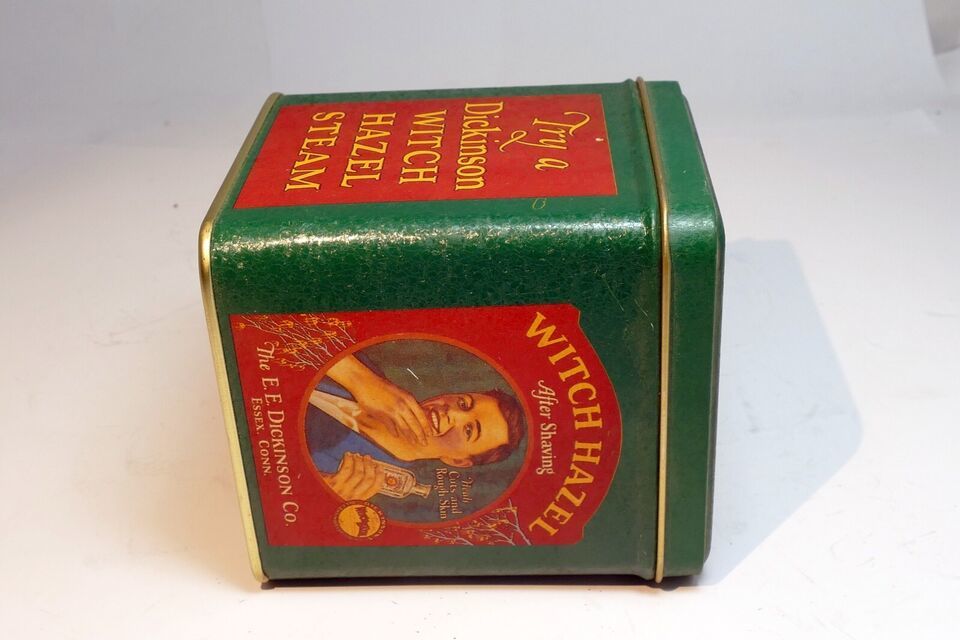 Try a
Dickinson
WITCH
HAZEL
STEAM
WITCH HAZEL
After Shaving
Heals
Cuts and
Rough Skin
The E. E. DICKINSON Co.
ESSEX, CONN.